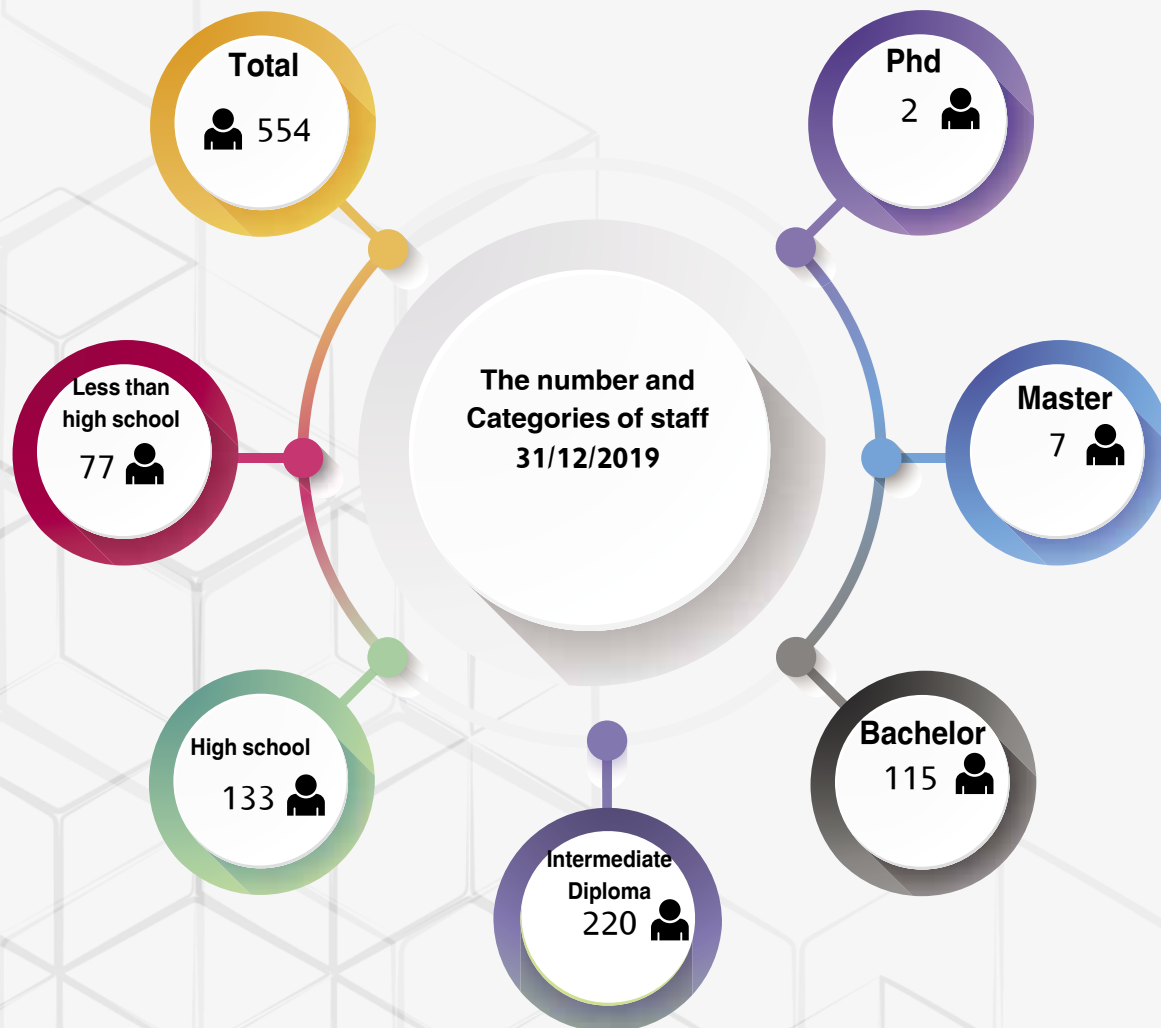 Total
554
Phd
2
The number and
Categories of staff
31/12/2019
Less than
high school
77
Master
7
High school
133
Bachelor
115
Intermediate
Diploma
220